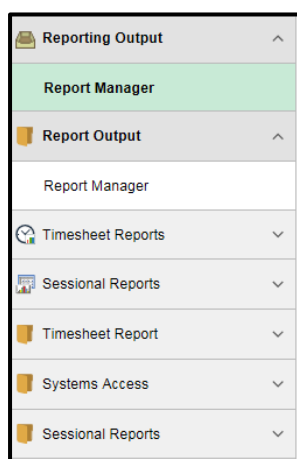 Reporting Output
Report Manager
Report Output
Report Manager
Timesheet Reports
Sessional Reports
Timesheet Report
Systems Access
Sessional Reports